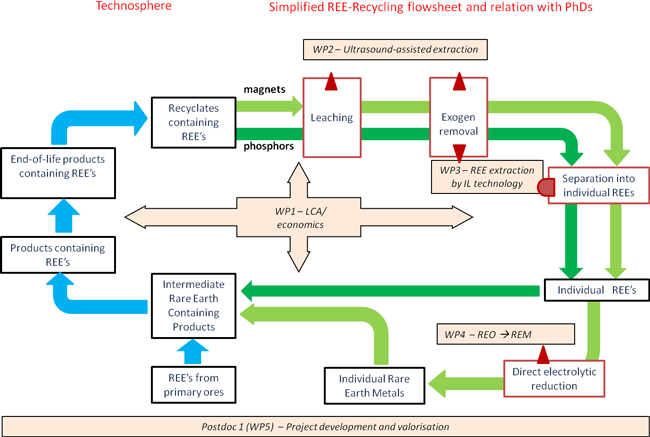 Technosphere
Simplified REE-Recycling flowsheet and relation with PhDs
WP2 – Ultrasound-assisted extraction
magnets
Recyclates
containing
REE's
Leaching
Exogen
removal
phosphors
End-of-life products
containing REE's
WP3 - REE extraction
by IL technology
Separation into
individual REEs
WP1 – LCA/
economics
Products containing
REE's
Intermediate
Rare Earth
Containing
Products
Individual REE's
WP4 – REO → REM
REE's from
primary ores
Individual Rare
Earth Metals
Direct electrolytic
reduction
Postdoc 1 (WP5) – Project development and valorisation